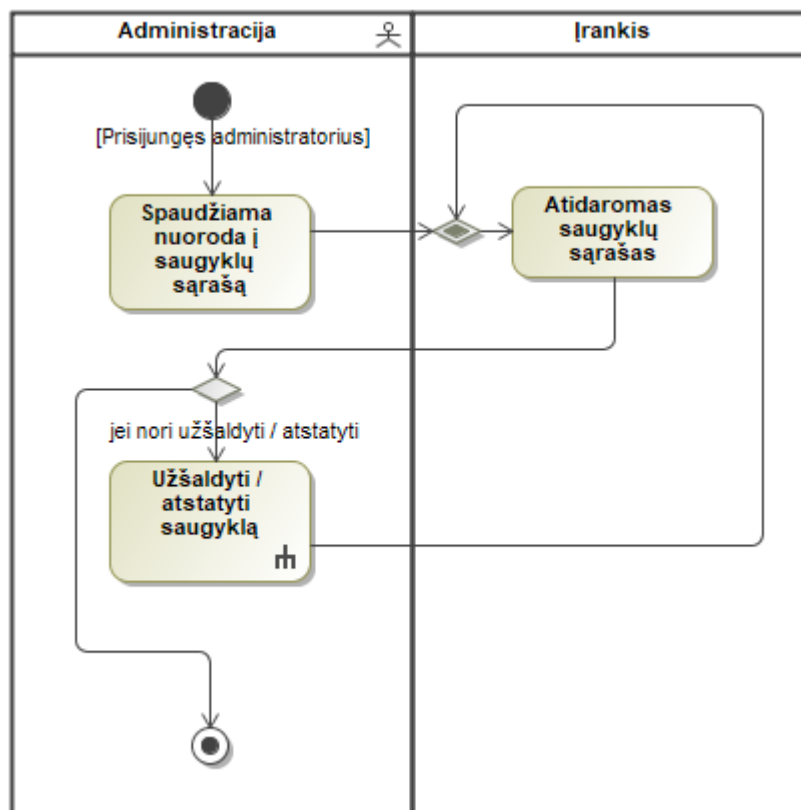 Administracija
Įrankis
[Prisijungęs administratorius]
Spaudžiama
nuoroda į
saugyklų
sąrašą
Atidaromas
saugyklų
sąrašas
jei nori užšaldyti / atstatyti
Užšaldyti /
atstatyti
saugyklą